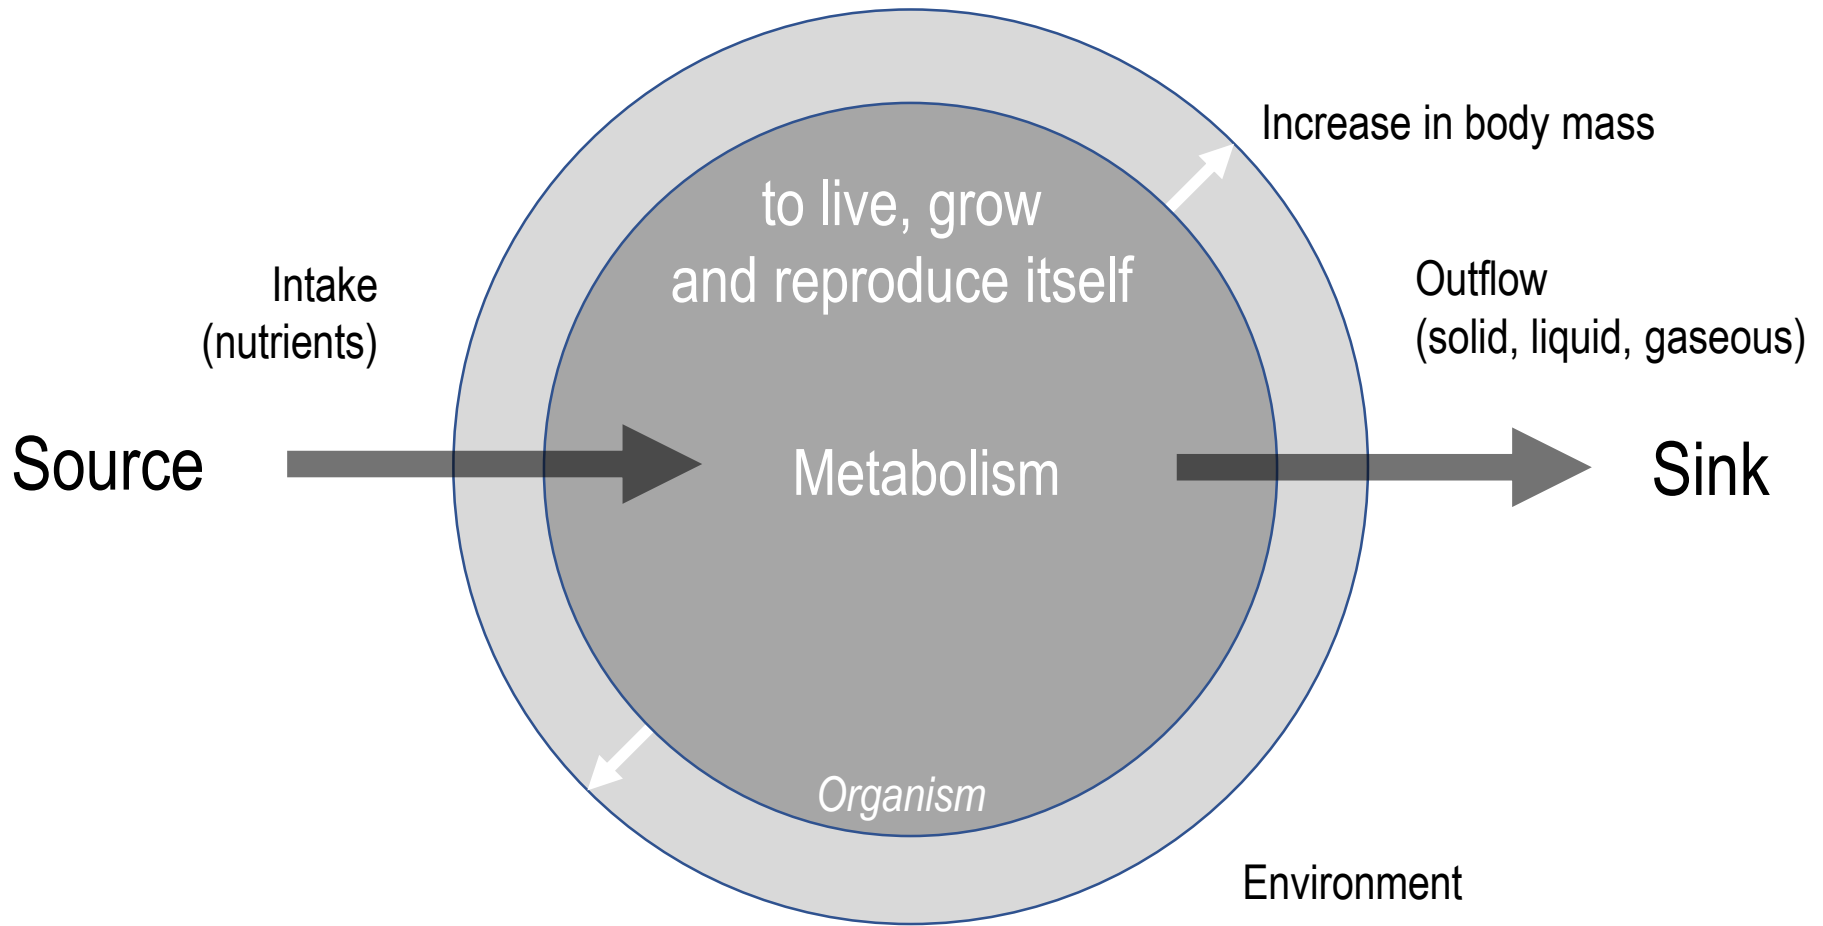 Increase in body mass
to live, grow
and reproduce itself
Intake
(nutrients)
Outflow
(solid, liquid, gaseous)
Source
Metabolism
Sink
Organism
Environment